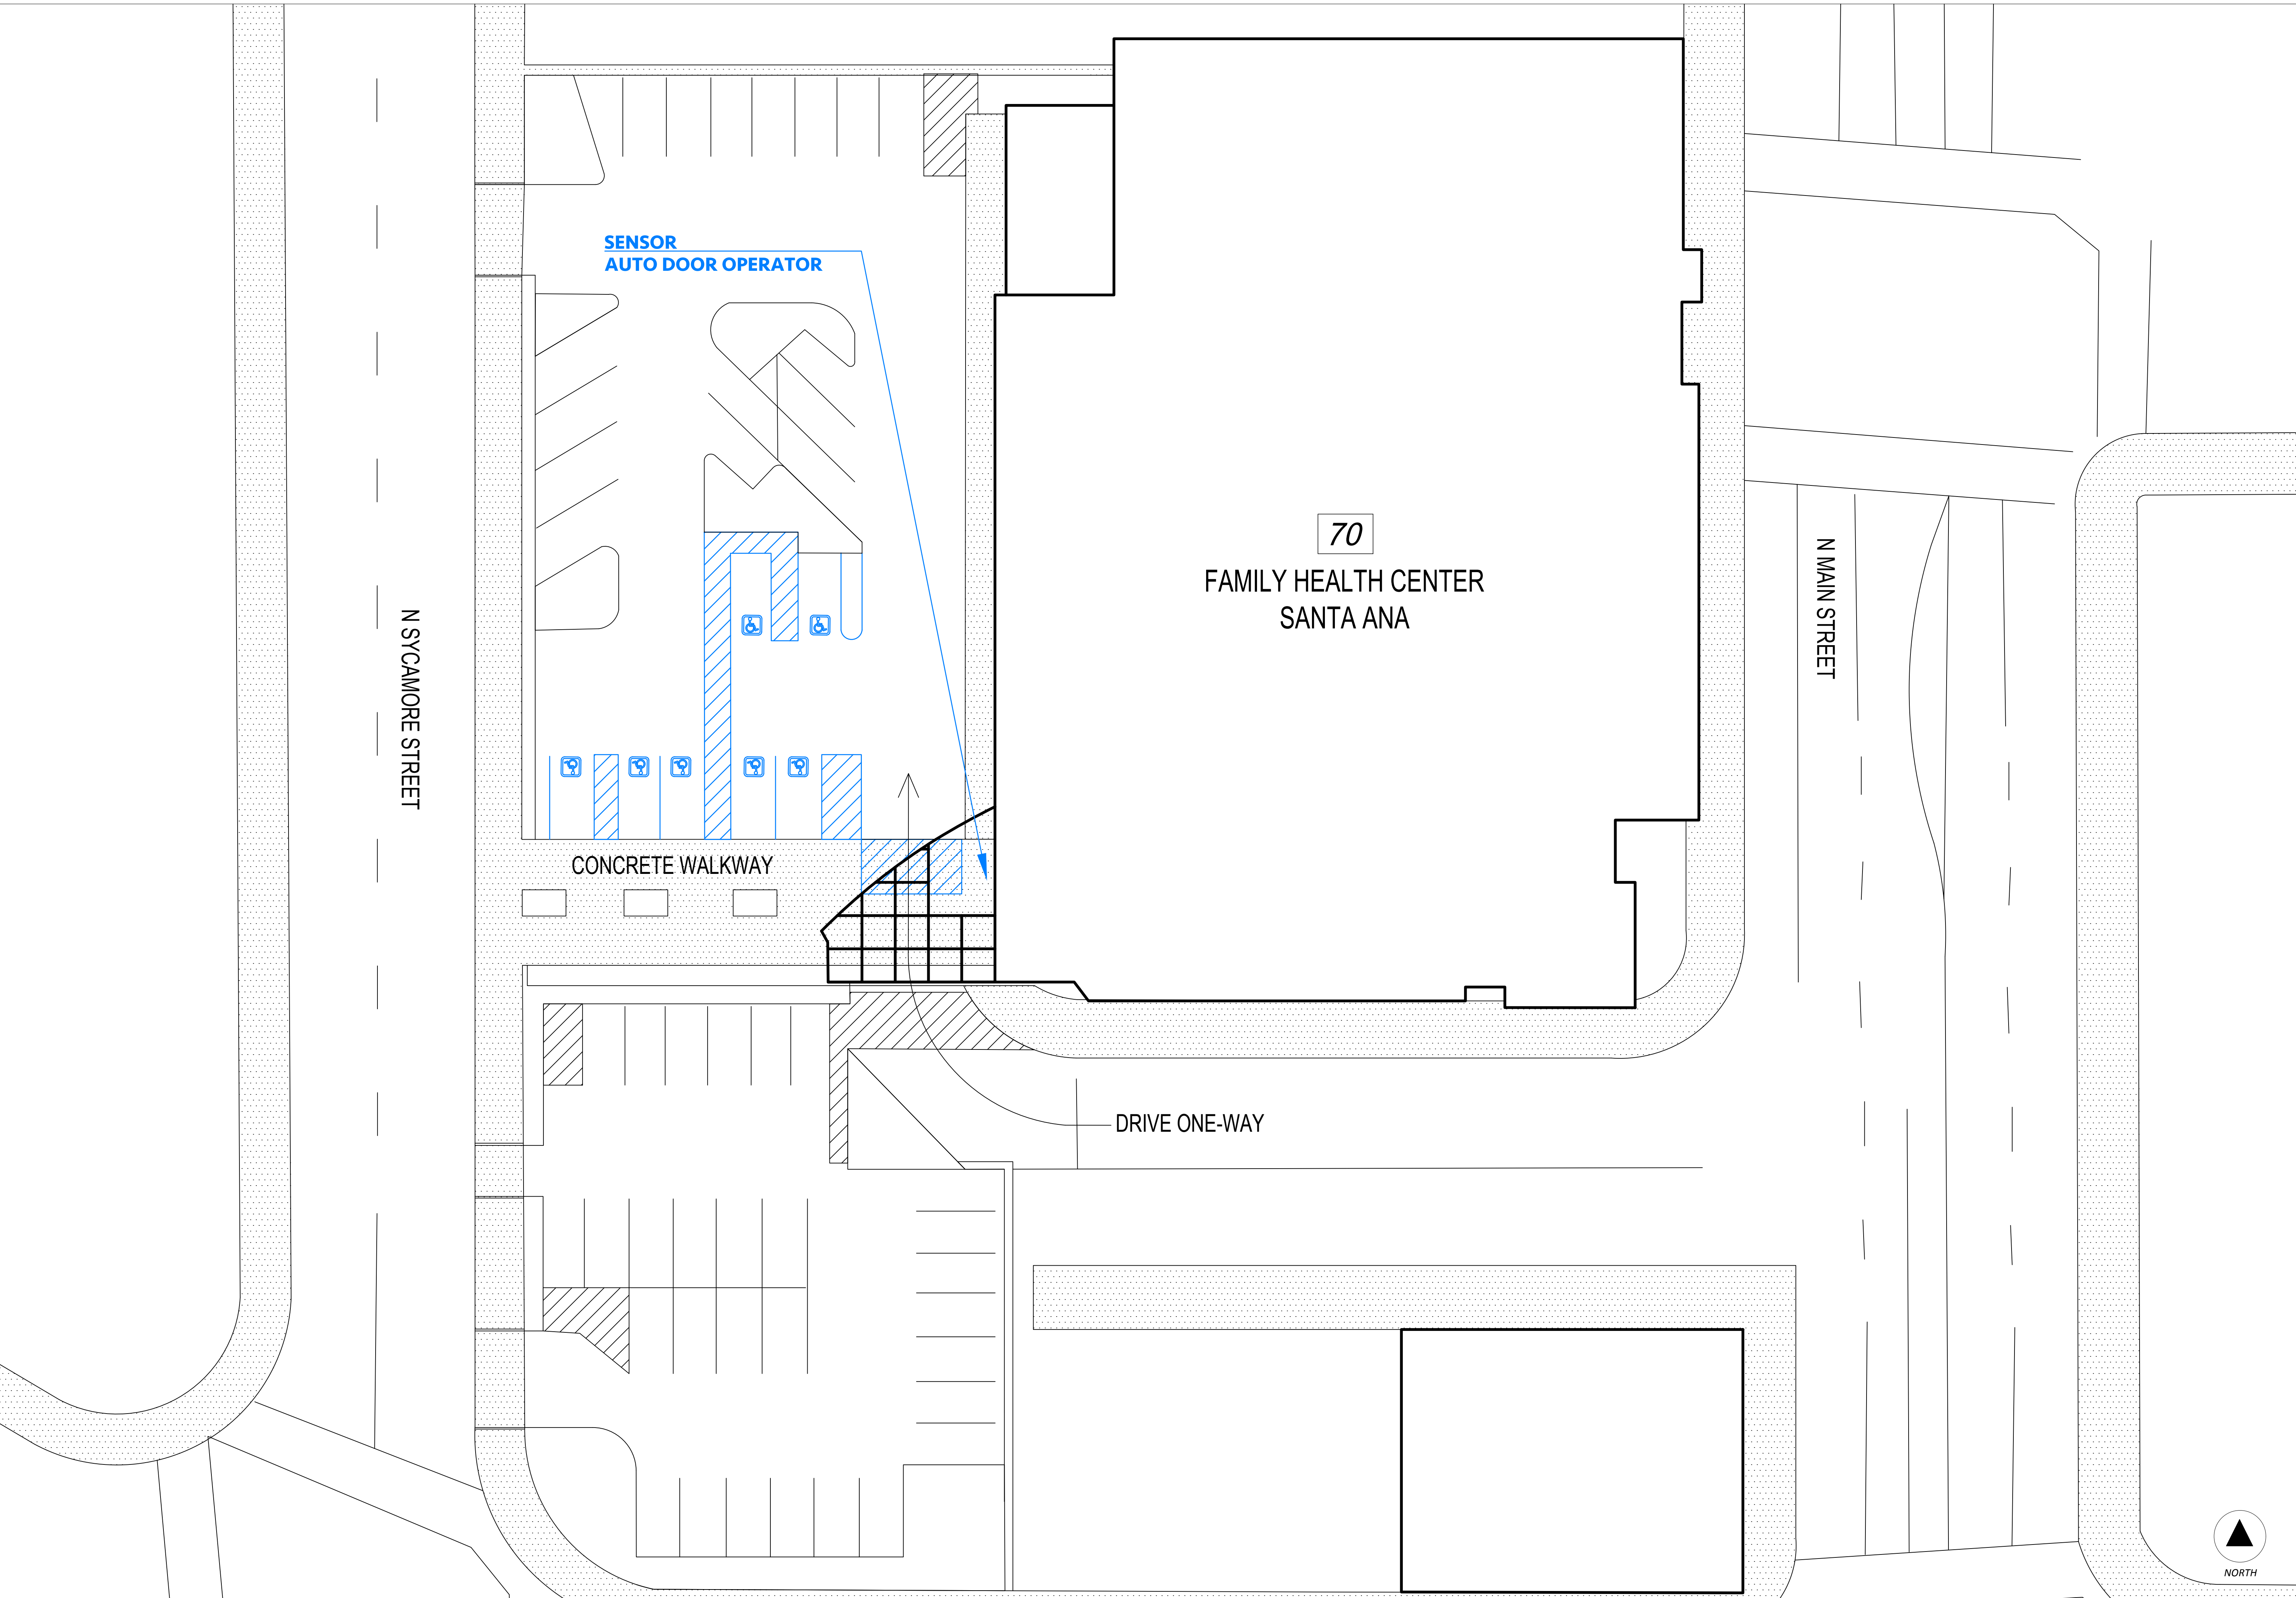 SENSOR
AUTO DOOR OPERATOR
70
FAMILY HEALTH CENTER
SANTA ANA
N SYCAMORE STREET
N MAIN STREET
CONCRETE WALKWAY
DRIVE ONE-WAY
NORTH